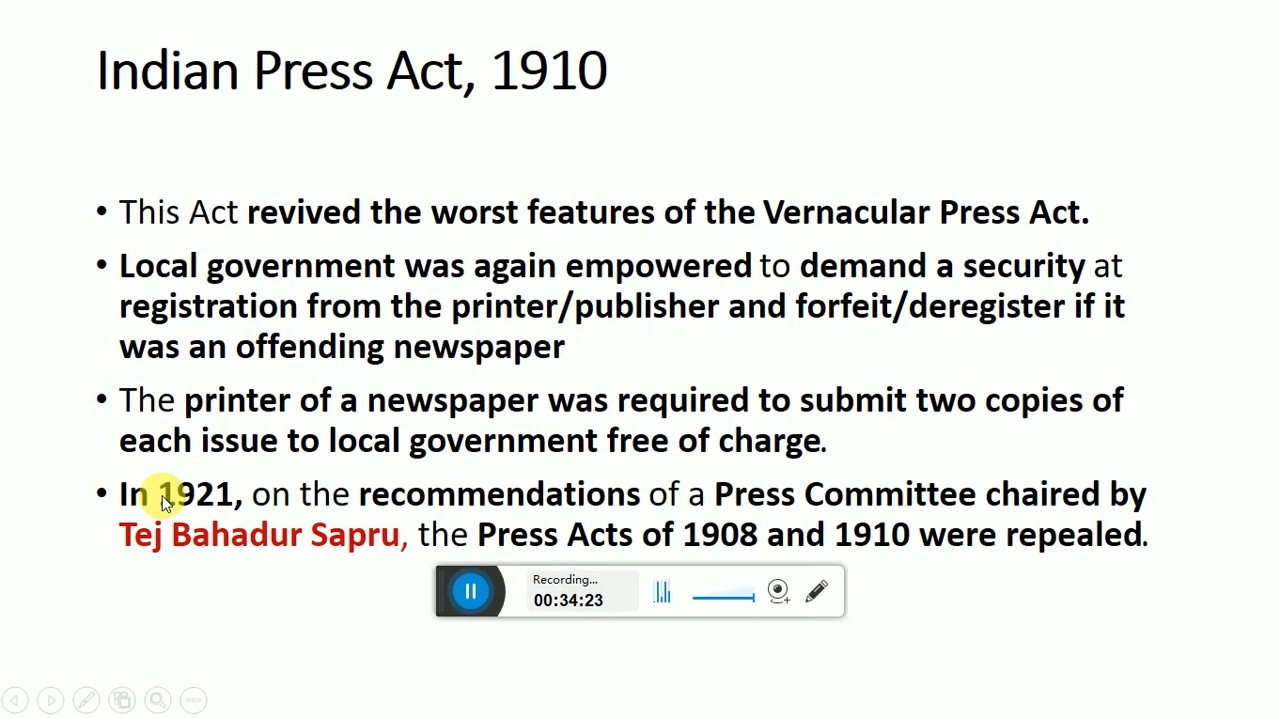 Indian Press Act, 1910
• This Act revived the worst features of the Vernacular Press Act.
• Local government was again empowered to demand a security at
registration from the printer/publisher and forfeit/deregister if it
was an offending newspaper
• The printer of a newspaper was required to submit two copies of
each issue to local government free of charge.
• In 1921, on the recommendations of a Press Committee chaired by
Tej Bahadur Sapru, the Press Acts of 1908 and 1910 were repealed.
Recording...
00:34:23